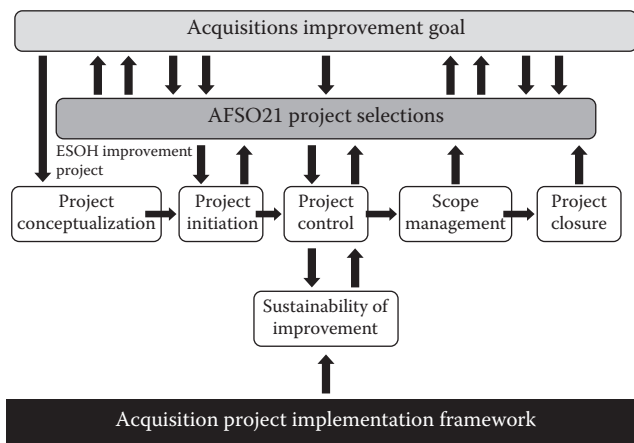 Acquisitions improvement goal
AFSO21 project selections
ESOH improvement
project
Project
conceptualization
Project
initiation
Project
control
Scope
management
Project
closure
Sustainability of
improvement
Acquisition project implementation framework